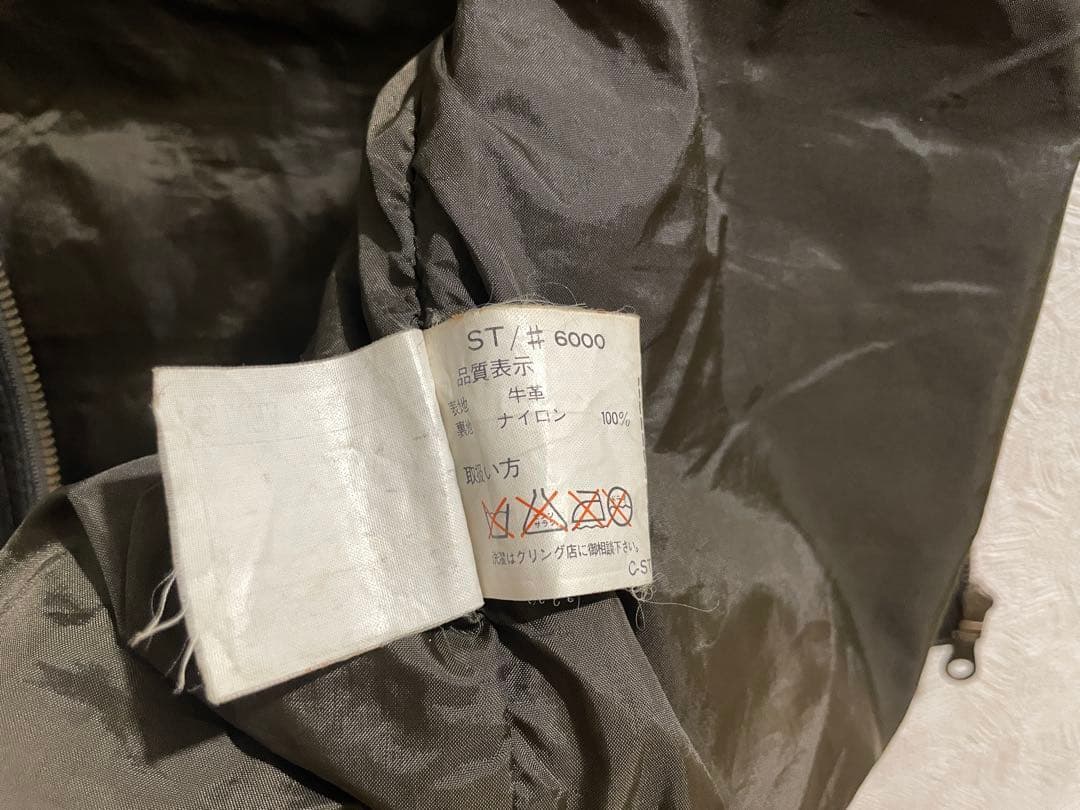 ST/# 6000
品質表示
表地 牛革
裏地 ナイロン 100%
取扱い方
洗濯はクリング店に御相談下さい。
C-ST